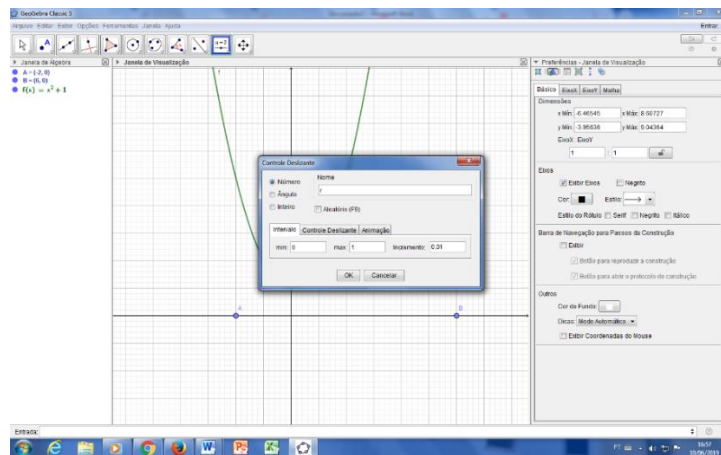 GeoGebra Classic 5
Arquivo Editar Exibir Opções Ferramentas Janela Ajuda
Entrar...
Janela de Álgebra
A = (-2, 0)
B = (6, 0)
f(x) = x² + 1
Janela de Visualização
f
A
B
Controle Deslizante
Número
Ângulo
Inteiro
Nome
r
Aleatório (F9)
Intervalo Controle Deslizante Animação
min: 0 max: 1 Incremento: 0.01
OK Cancelar
Preferências - Janela de Visualização
Básico EixoX EixoY Malha
Dimensões
x Mín: -6.46545 x Máx: 8.60727
y Mín: -3.95636 y Máx: 9.04364
EixoX : EixoY
1 : 1
Eixos
Exibir Eixos Negrito
Cor: Estilo:
Estilo do Rótulo Serif Negrito Itálico
Barra de Navegação para Passos da Construção
Exibir
Botão para reproduzir a construção
Botão para abrir o protocolo de construção
Outros
Cor de Fundo:
Dicas: Modo Automático
Exibir Coordenadas do Mouse
Entrada:
PT
16:57